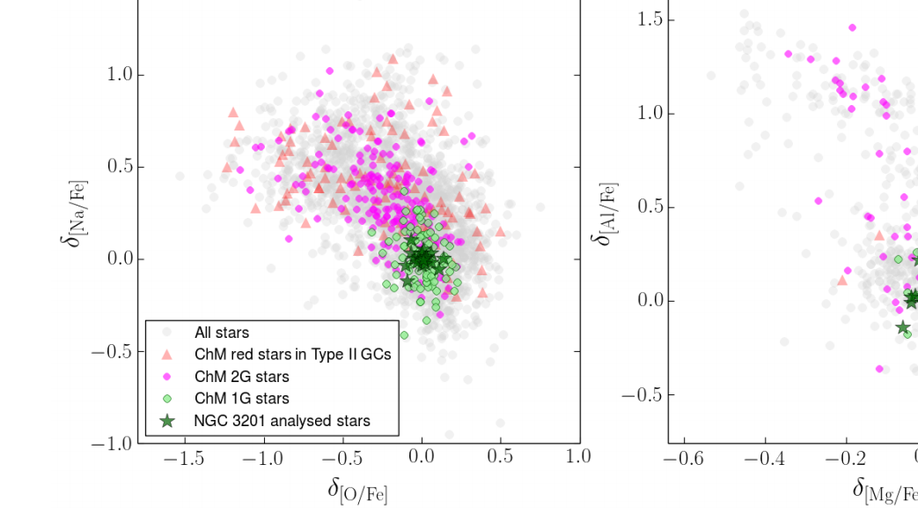 1.0
0.5
0.0
−0.5
−1.0
δ[Na/Fe]
All stars
ChM red stars in Type II GCs
ChM 2G stars
ChM 1G stars
NGC 3201 analysed stars
−1.5 −1.0 −0.5 0.0 0.5 1.0
δ[O/Fe]
1.5
1.0
0.5
0.0
−0.5
δ[Al/Fe]
−0.6 −0.4 −0.2
δ[Mg/Fe